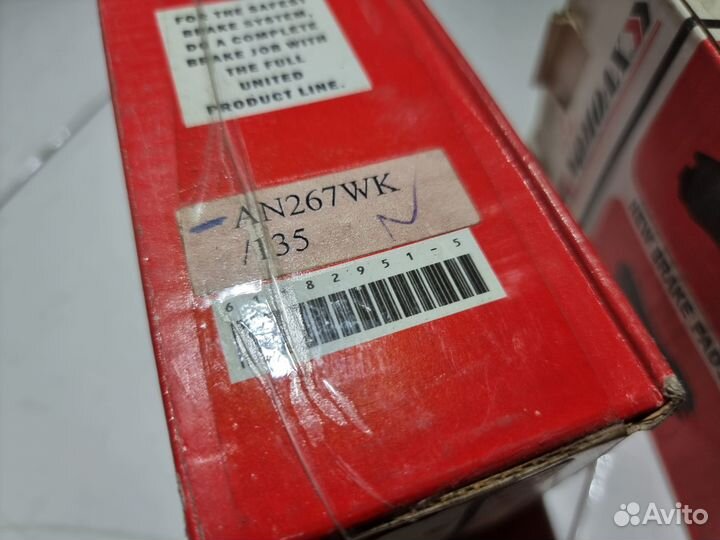 FOR THE SAFEST
BRAKE SYSTEM,
DO A COMPLETE
BRAKE JOB WITH
THE FULL
UNITED
PRODUCT LINE.
AN267WK
/135
82951-5
NEW BRAKE PADS
Avito